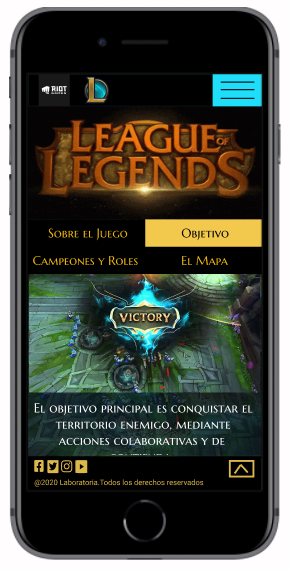 RIOT
GAMES
L
LEAGUE OF
LEGENDS
Sobre el Juego
Objetivo
Campeones y Roles
El Mapa
VICTORY
El objetivo principal es conquistar el
territorio enemigo, mediante
acciones colaborativas y de
@2020 Laboratoria.Todos los derechos reservados